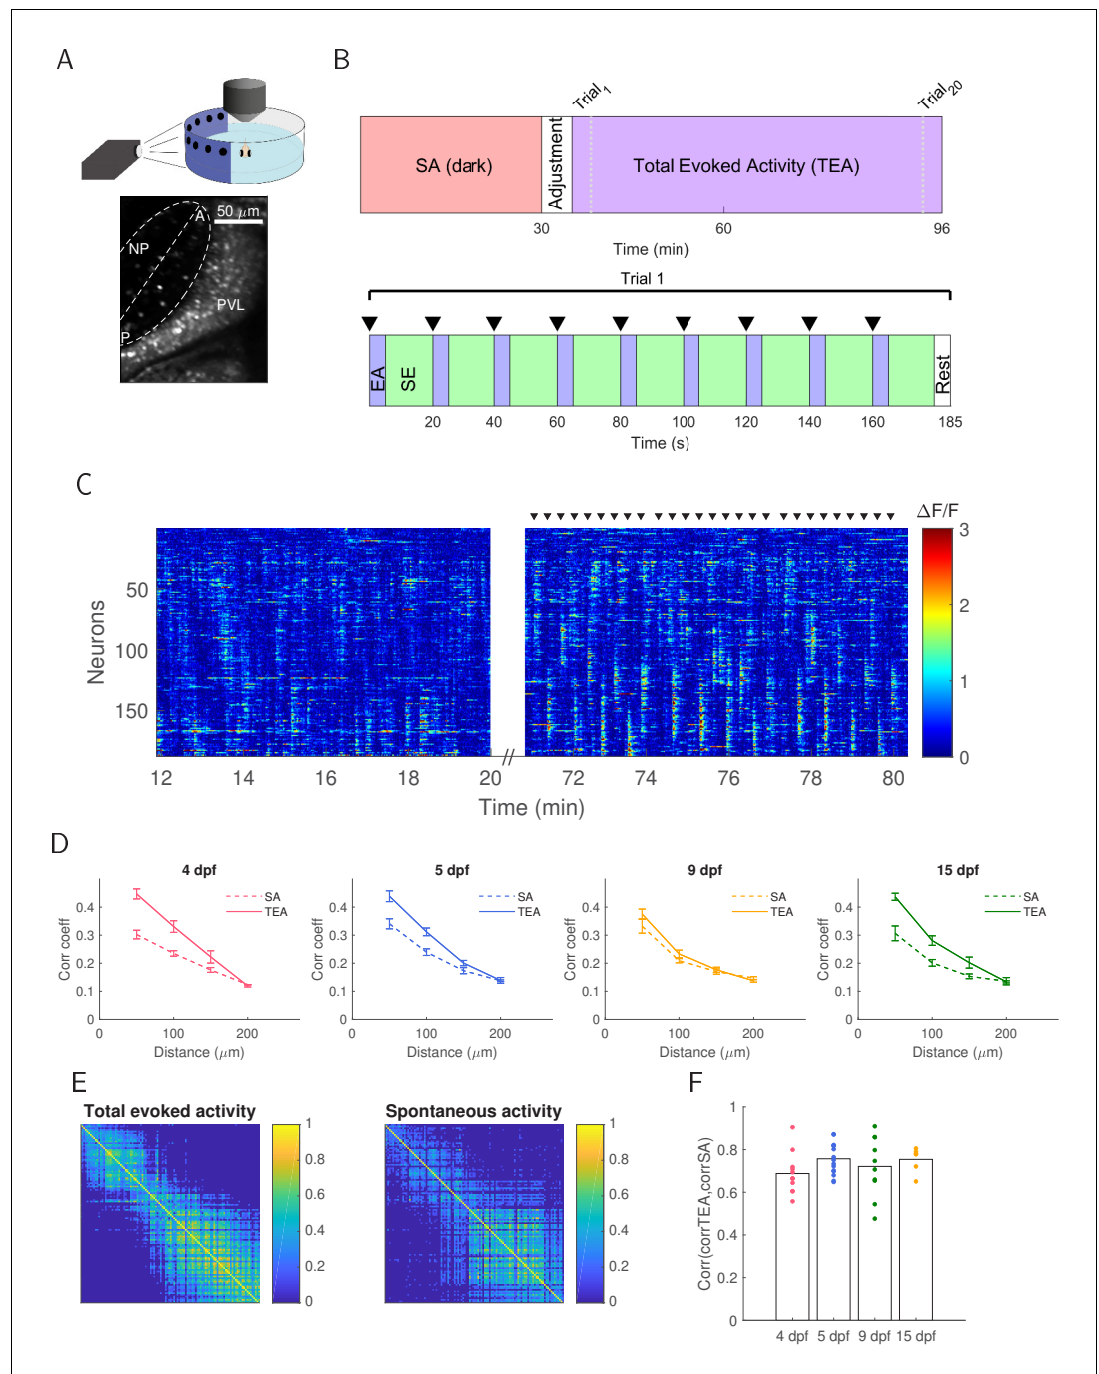 A
50 μm
A
NP
PVL
P
B
Trial1
Trial20
SA (dark)
Adjustment
Total Evoked Activity (TEA)
30
60
96
Time (min)
Trial 1
EA
SE
Rest
20
40
60
80
100
120
140
160
185
Time (s)
C
ΔF/F
Neurons
50
100
150
3
2
1
0
12
14
16
18
20
//
72
74
76
78
80
Time (min)
D
4 dpf
Corr coeff
0.4
0.3
0.2
0.1
0
SA
TEA
0
100
200
Distance (μm)
5 dpf
Corr coeff
0.4
0.3
0.2
0.1
0
SA
TEA
0
100
200
Distance (μm)
9 dpf
Corr coeff
0.4
0.3
0.2
0.1
0
SA
TEA
0
100
200
Distance (μm)
15 dpf
Corr coeff
0.4
0.3
0.2
0.1
0
SA
TEA
0
100
200
Distance (μm)
E
Total evoked activity
1
0.8
0.6
0.4
0.2
0
Spontaneous activity
1
0.8
0.6
0.4
0.2
0
F
Corr(corrTEA,corrSA)
1
0.8
0.6
0.4
0.2
0
4 dpf
5 dpf
9 dpf
15 dpf